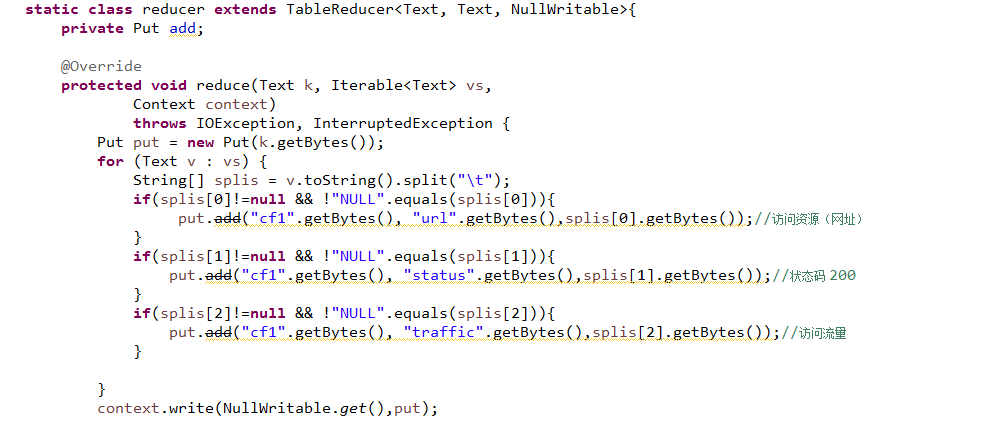 static class reducer extends TableReducer<Text, Text, NullWritable>{
    private Put add;

    @Override
    protected void reduce(Text k, Iterable<Text> vs,
            Context context)
            throws IOException, InterruptedException {
        Put put = new Put(k.getBytes());
        for (Text v : vs) {
            String[] splis = v.toString().split("\t");
            if(splis[0]!=null && !"NULL".equals(splis[0])){
                 put.add("cf1".getBytes(), "url".getBytes(),splis[0].getBytes());//访问资源（网址）
            }
            if(splis[1]!=null && !"NULL".equals(splis[1])){
                put.add("cf1".getBytes(), "status".getBytes(),splis[1].getBytes());//状态码 200
            }
            if(splis[2]!=null && !"NULL".equals(splis[2])){
                put.add("cf1".getBytes(), "traffic".getBytes(),splis[2].getBytes());//访问流量
            }

        }
        context.write(NullWritable.get(),put);